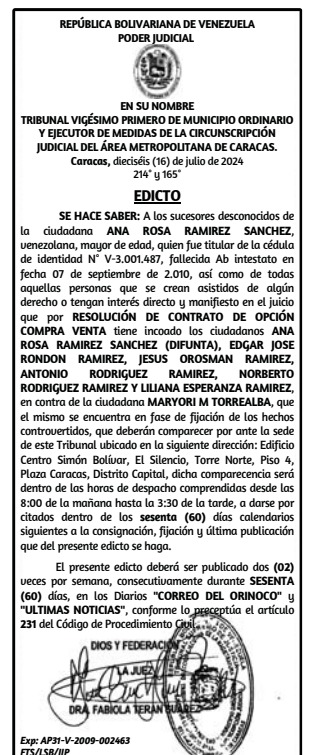 REPÚBLICA BOLIVARIANA DE VENEZUELA
PODER JUDICIAL
EN SU NOMBRE
TRIBUNAL VIGÉSIMO PRIMERO DE MUNICIPIO ORDINARIO
Y EJECUTOR DE MEDIDAS DE LA CIRCUNSCRIPCIÓN
JUDICIAL DEL ÁREA METROPOLITANA DE CARACAS.
Caracas, dieciséis (16) de julio de 2024
214° y 165°
EDICTO
SE HACE SABER: A los sucesores desconocidos de
la ciudadana ANA ROSA RAMIREZ SANCHEZ,
venezolana, mayor de edad, quien fue titular de la cédula
de identidad N° V-3.001.487, fallecida Ab intestato en
fecha 07 de septiembre de 2.010, así como de todas
aquellas personas que se crean asistidos de algún
derecho o tengan interés directo y manifiesto en el juicio
que por RESOLUCIÓN DE CONTRATO DE OPCIÓN
COMPRA VENTA tiene incoado los ciudadanos ANA
ROSA RAMIREZ SANCHEZ (DIFUNTA), EDGAR JOSE
RONDON RAMIREZ, JESUS OROSMAN RAMIREZ,
ANTONIO RODRIGUEZ RAMIREZ, NORBERTO
RODRIGUEZ RAMIREZ Y LILIANA ESPERANZA RAMIREZ,
en contra de la ciudadana MARYORI M TORREALBA, que
el mismo se encuentra en fase de fijación de los hechos
controvertidos, que deberán comparecer por ante la sede
de este Tribunal ubicado en la siguiente dirección: Edificio
Centro Simón Bolívar, El Silencio, Torre Norte, Piso 4,
Plaza Caracas, Distrito Capital, dicha comparecencia será
dentro de las horas de despacho comprendidas desde las
8:00 de la mañana hasta la 3:30 de la tarde, a darse por
citados dentro de los sesenta (60) días calendarios
siguientes a la consignación, fijación y última publicación
que del presente edicto se haga.
El presente edicto deberá ser publicado dos (02)
veces por semana, consecutivamente durante SESENTA
(60) días, en los Diarios "CORREO DEL ORINOCO" y
"ULTIMAS NOTICIAS", conforme lo preceptúa el artículo
231 del Código de Procedimiento Civil
DIOS Y FEDERACIÓN
LA JUEZ
DRA. FABIOLA TERAN SUAREZ
Exp: AP31-V-2009-002463
FTS/LSB/JJP